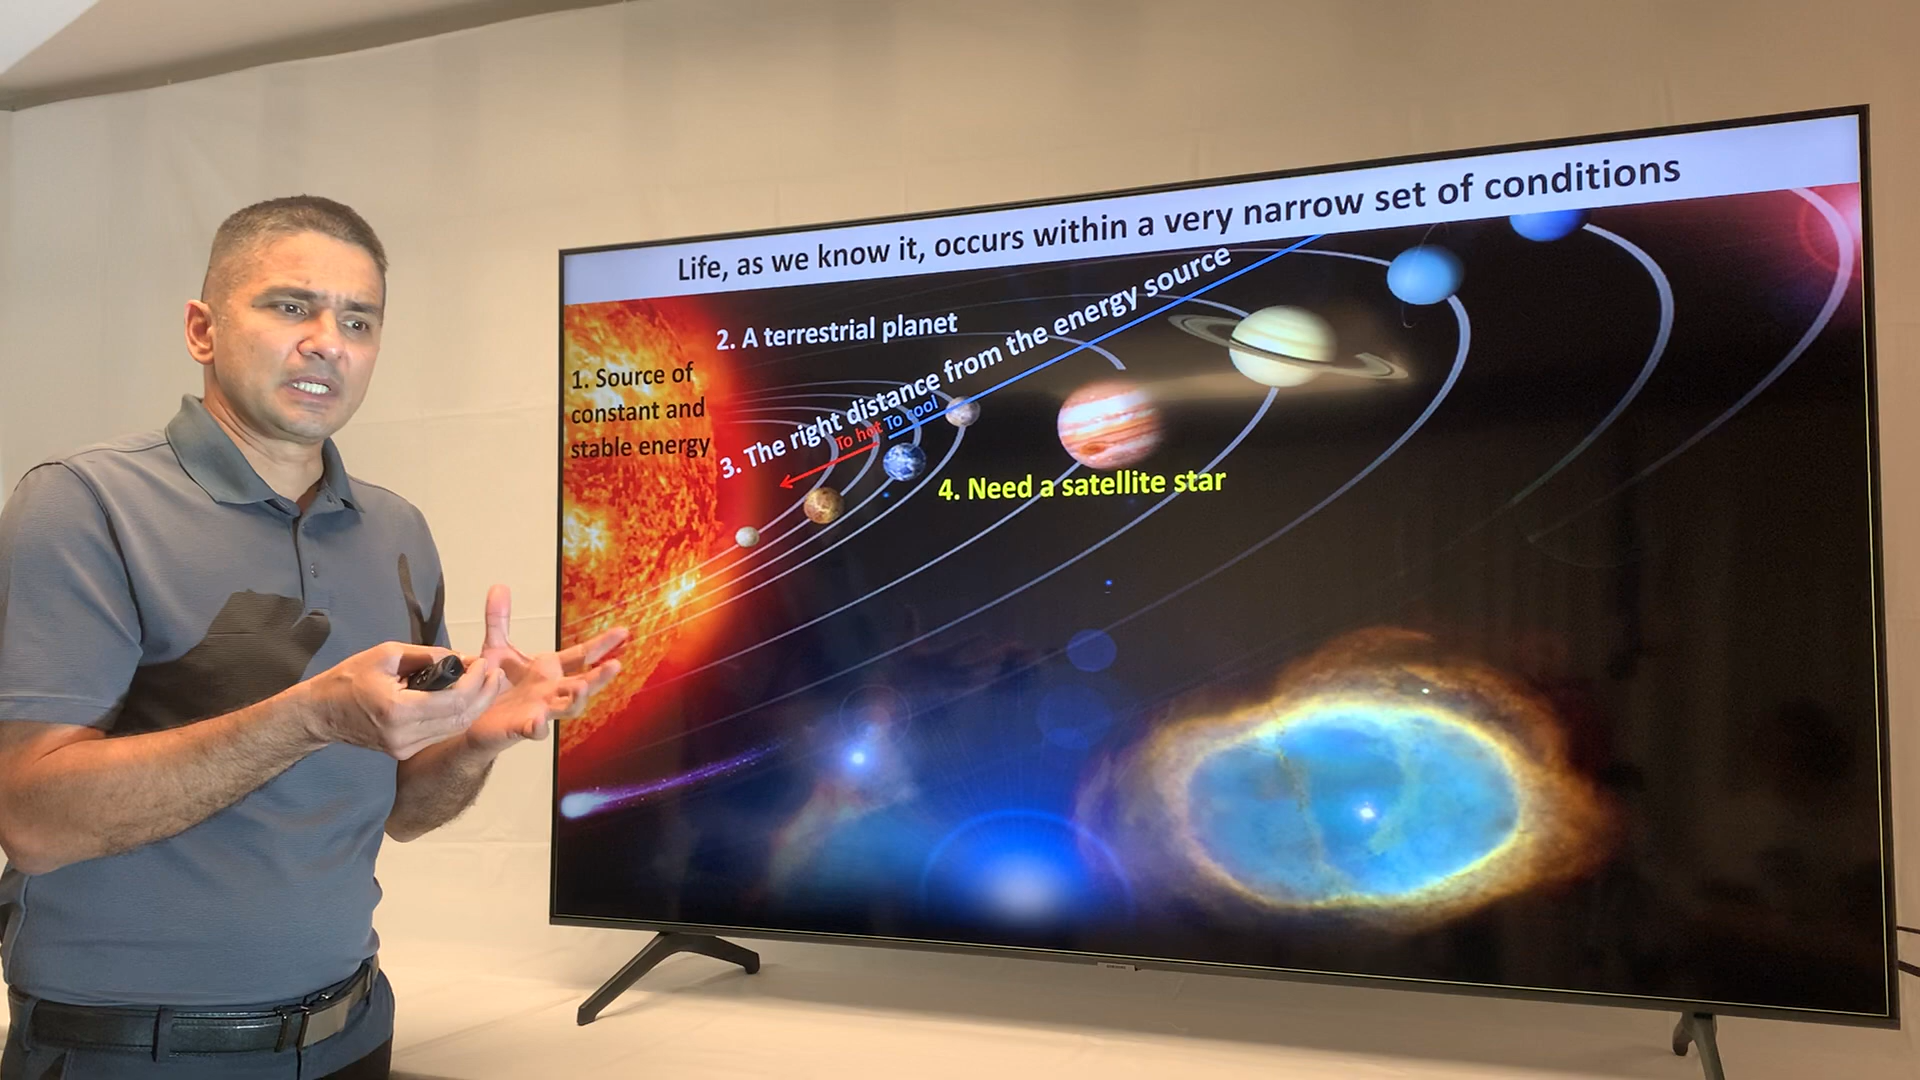 Life, as we know it, occurs within a very narrow set of conditions
1. Source of
constant and
stable energy
2. A terrestrial planet
3. The right distance from the energy source
To hot To cool
4. Need a satellite star